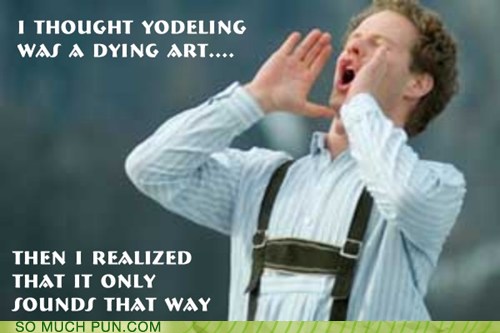 I THOUGHT YODELING
WAS A DYING ART....
THEN I REALIZED
THAT IT ONLY
SOUNDS THAT WAY
SO MUCH PUN.COM